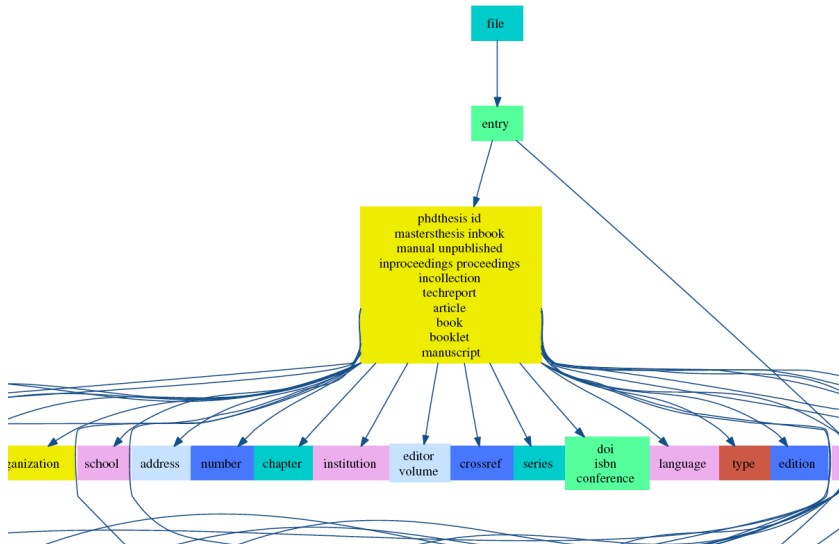 file
entry
phdthesis id
mastersthesis inbook
manual unpublished
inproceedings proceedings
incollection
techreport
article
book
booklet
manuscript
ganization
school
address
number
chapter
institution
editor
volume
crossref
series
doi
isbn
conference
language
type
edition